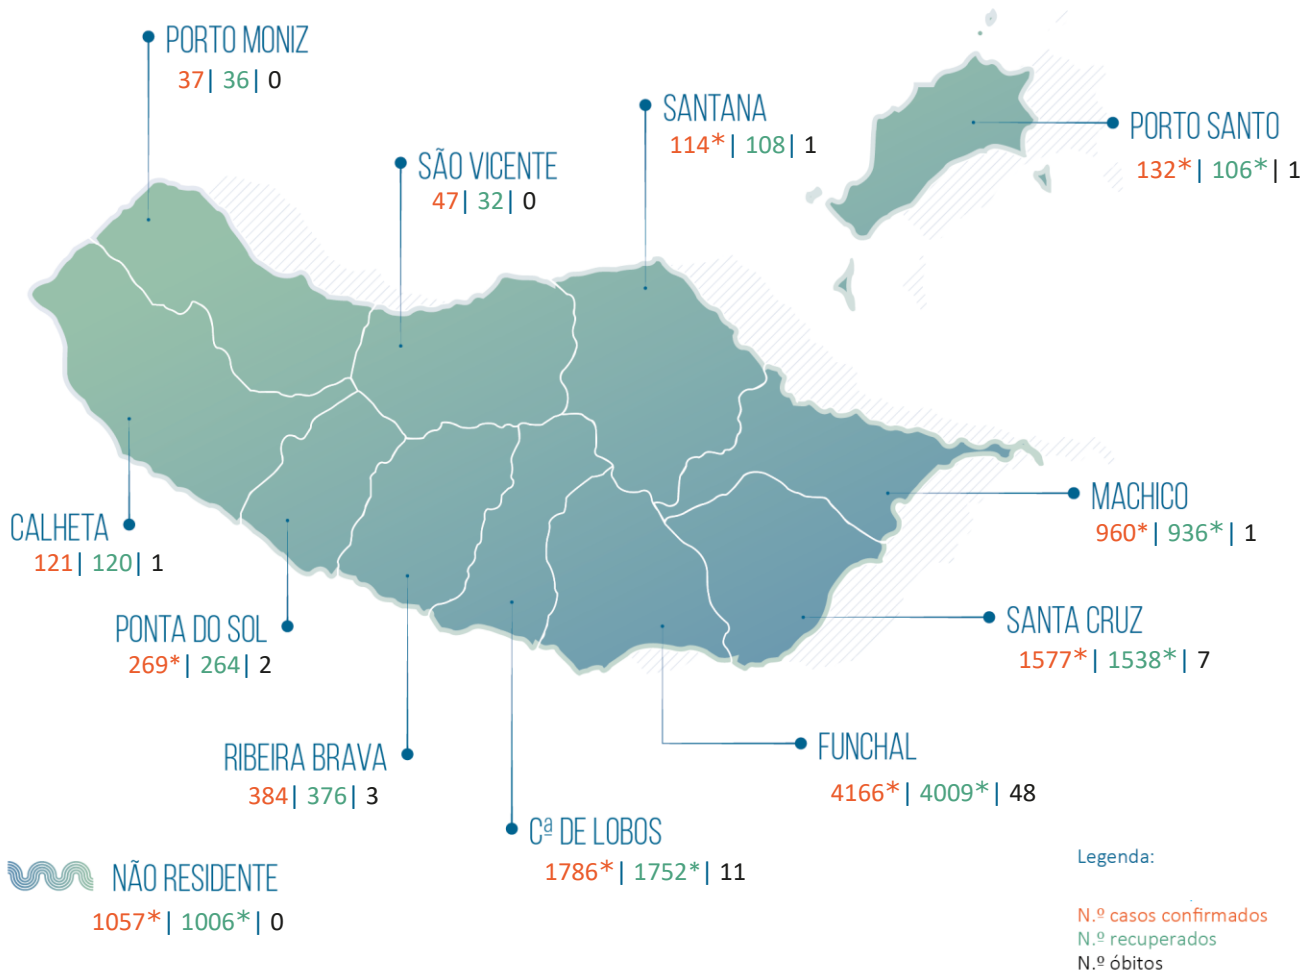 PORTO MONIZ
37| 36| 0
SANTANA
114*| 108| 1
PORTO SANTO
132*| 106*| 1
SÃO VICENTE
47| 32| 0
MACHICO
960*| 936*| 1
CALHETA
121| 120| 1
SANTA CRUZ
1577*| 1538*| 7
PONTA DO SOL
269*| 264| 2
RIBEIRA BRAVA
384| 376| 3
FUNCHAL
4166*| 4009*| 48
Cª DE LOBOS
1786*| 1752*| 11
NÃO RESIDENTE
1057*| 1006*| 0
Legenda:
N.º casos confirmados
N.º recuperados
N.º óbitos